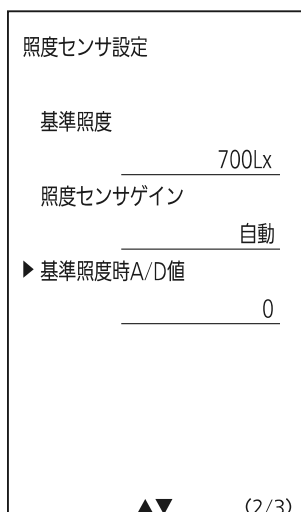 照度センサ設定
基準照度
700Lx
照度センサゲイン
自動
▶基準照度時A/D値
0
▲▼ (2/3)